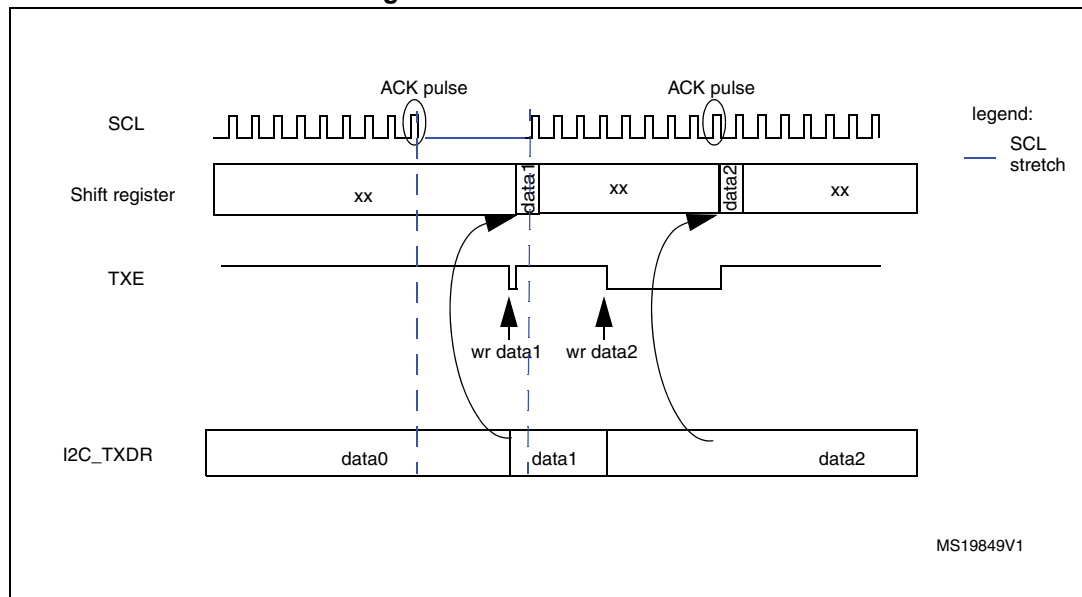 ACK pulse
ACK pulse
legend:
SCL
SCL
stretch
Shift register
xx
data1
xx
data2
xx
TXE
wr data1
wr data2
I2C_TXDR
data0
data1
data2
MS19849V1